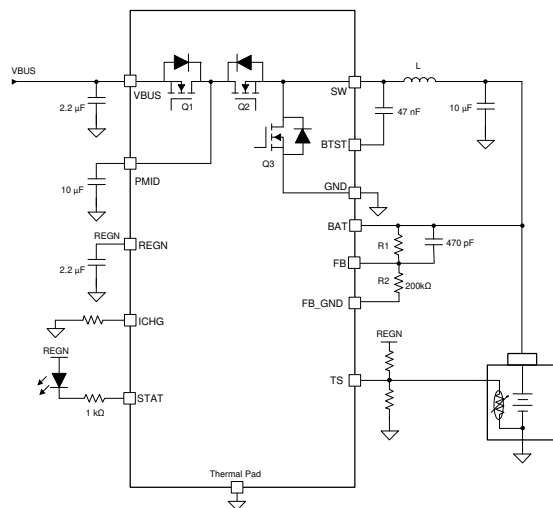 VBUS
2.2 µF
VBUS
Q1
Q2
SW
L
47 nF
10 µF
BTST
Q3
10 µF
PMID
GND
BAT
R1
470 pF
REGN
REGN
2.2 µF
FB
R2
200kΩ
FB_GND
ICHG
REGN
REGN
TS
STAT
1 kΩ
Thermal Pad